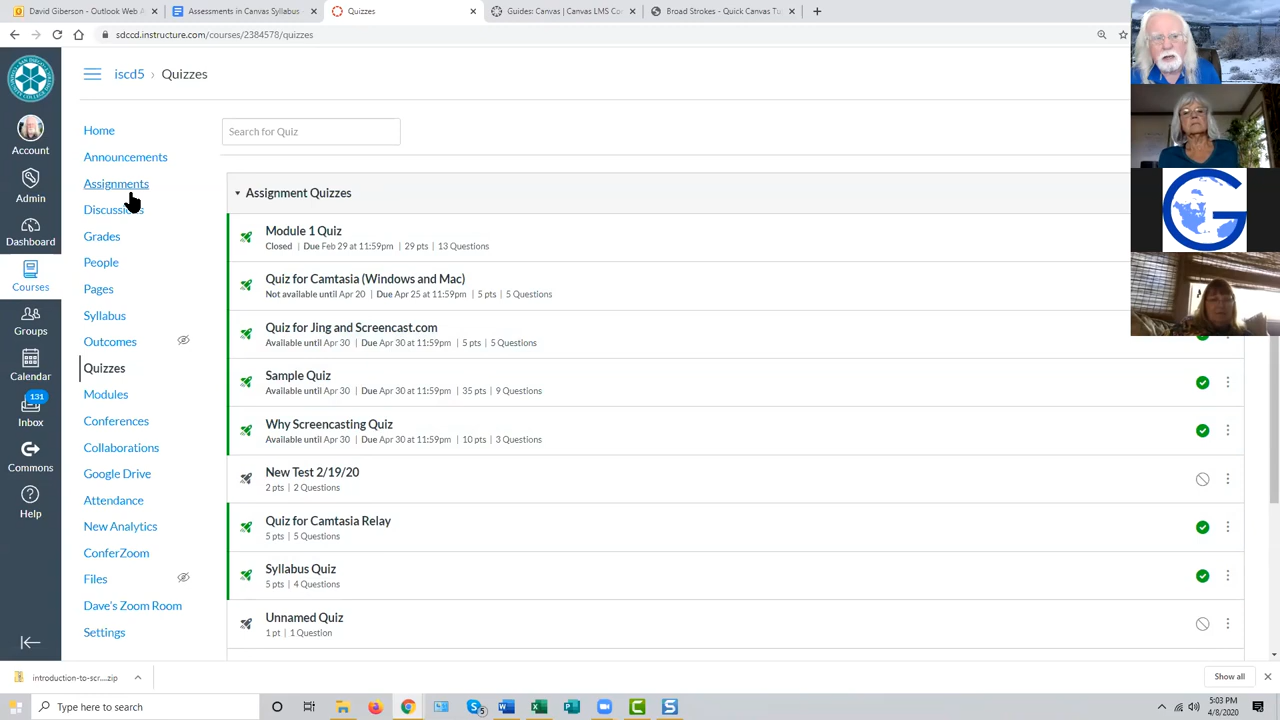 David Giberson - Outlook Web A
Assessments in Canvas Syllabus
Quizzes
Guides: Canvas | Canvas LMS Co
Broad Strokes - Quick Canvas Tu
sdccd.instructure.com/courses/2384578/quizzes
iscd5 › Quizzes
Account
Admin
Dashboard
Courses
Groups
Calendar
131
Inbox
Commons
Help
Home
Announcements
Assignments
Discussions
Grades
People
Pages
Syllabus
Outcomes
Quizzes
Modules
Conferences
Collaborations
Google Drive
Attendance
New Analytics
ConferZoom
Files
Dave's Zoom Room
Settings
Search for Quiz
Assignment Quizzes
Module 1 Quiz
Closed | Due Feb 29 at 11:59pm | 29 pts | 13 Questions
Quiz for Camtasia (Windows and Mac)
Not available until Apr 20 | Due Apr 25 at 11:59pm | 5 pts | 5 Questions
Quiz for Jing and Screencast.com
Available until Apr 30 | Due Apr 30 at 11:59pm | 5 pts | 5 Questions
Sample Quiz
Available until Apr 30 | Due Apr 30 at 11:59pm | 35 pts | 9 Questions
Why Screencasting Quiz
Available until Apr 30 | Due Apr 30 at 11:59pm | 10 pts | 3 Questions
New Test 2/19/20
2 pts | 2 Questions
Quiz for Camtasia Relay
5 pts | 5 Questions
Syllabus Quiz
5 pts | 4 Questions
Unnamed Quiz
1 pt | 1 Question
G
introduction-to-scr....zip
Show all
Type here to search
5
5:03 PM
4/8/2020